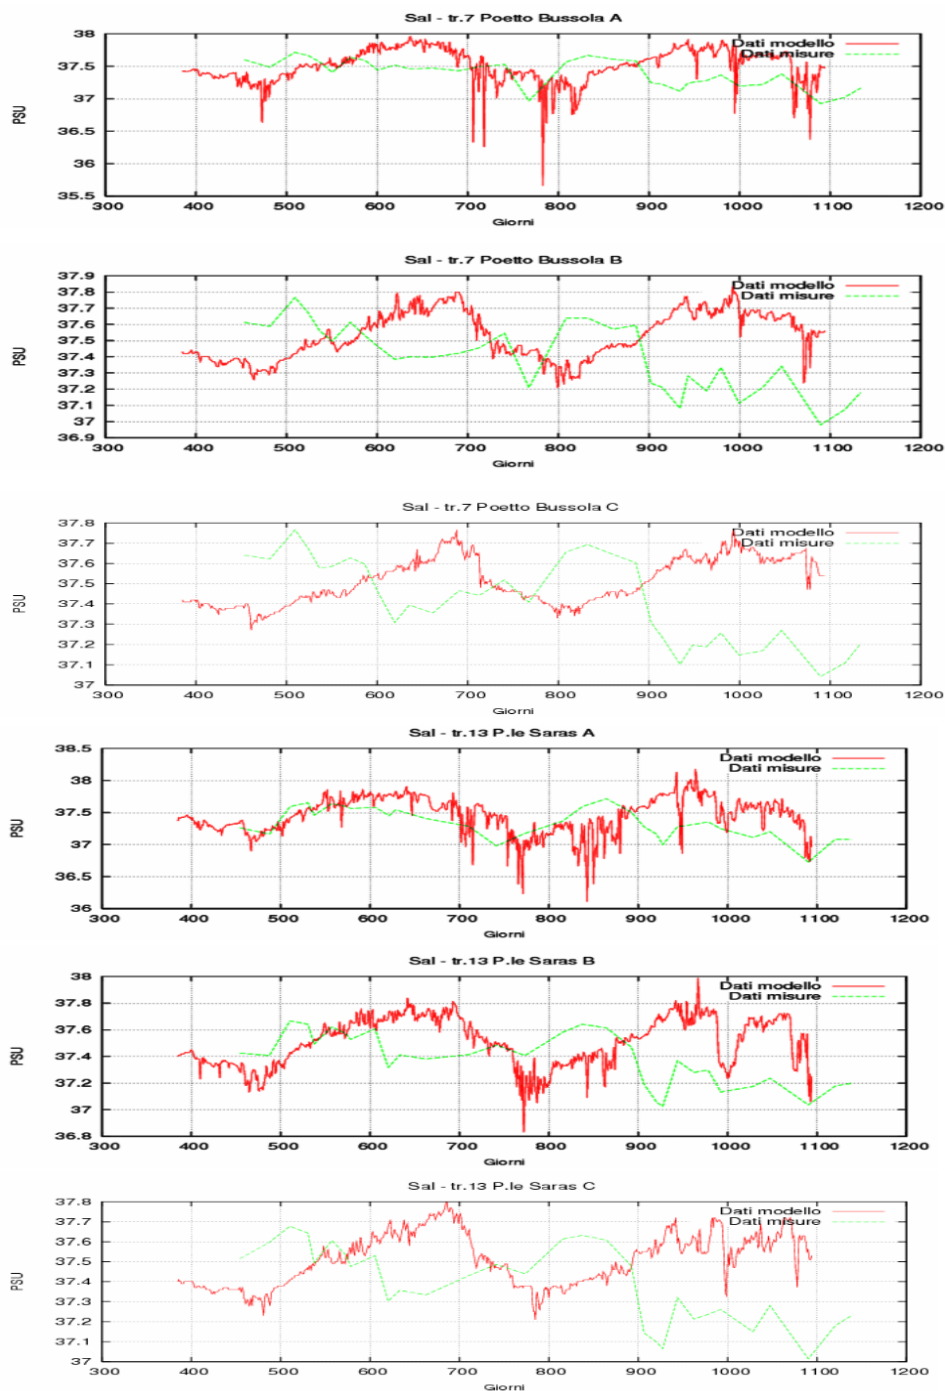 Sal - tr.7 Poetto Bussola A
38
37.5
37
36.5
36
35.5
PSU
Dati modello
Dati misure
300 400 500 600 700 800 900 1000 1100 1200
Giorni
Sal - tr.7 Poetto Bussola B
37.9
37.8
37.7
37.6
37.5
37.4
37.3
37.2
37.1
37
36.9
PSU
Dati modello
Dati misure
300 400 500 600 700 800 900 1000 1100 1200
Giorni
Sal - tr.7 Poetto Bussola C
37.8
37.7
37.6
37.5
37.4
37.3
37.2
37.1
37
PSU
Dati modello
Dati misure
300 400 500 600 700 800 900 1000 1100 1200
Giorni
Sal - tr.13 P.le Saras A
38.5
38
37.5
37
36.5
36
PSU
Dati modello
Dati misure
300 400 500 600 700 800 900 1000 1100 1200
Giorni
Sal - tr.13 P.le Saras B
38
37.8
37.6
37.4
37.2
37
36.8
PSU
Dati modello
Dati misure
300 400 500 600 700 800 900 1000 1100 1200
Giorni
Sal - tr.13 P.le Saras C
37.8
37.7
37.6
37.5
37.4
37.3
37.2
37.1
37
PSU
Dati modello
Dati misure
300 400 500 600 700 800 900 1000 1100 1200
Giorni